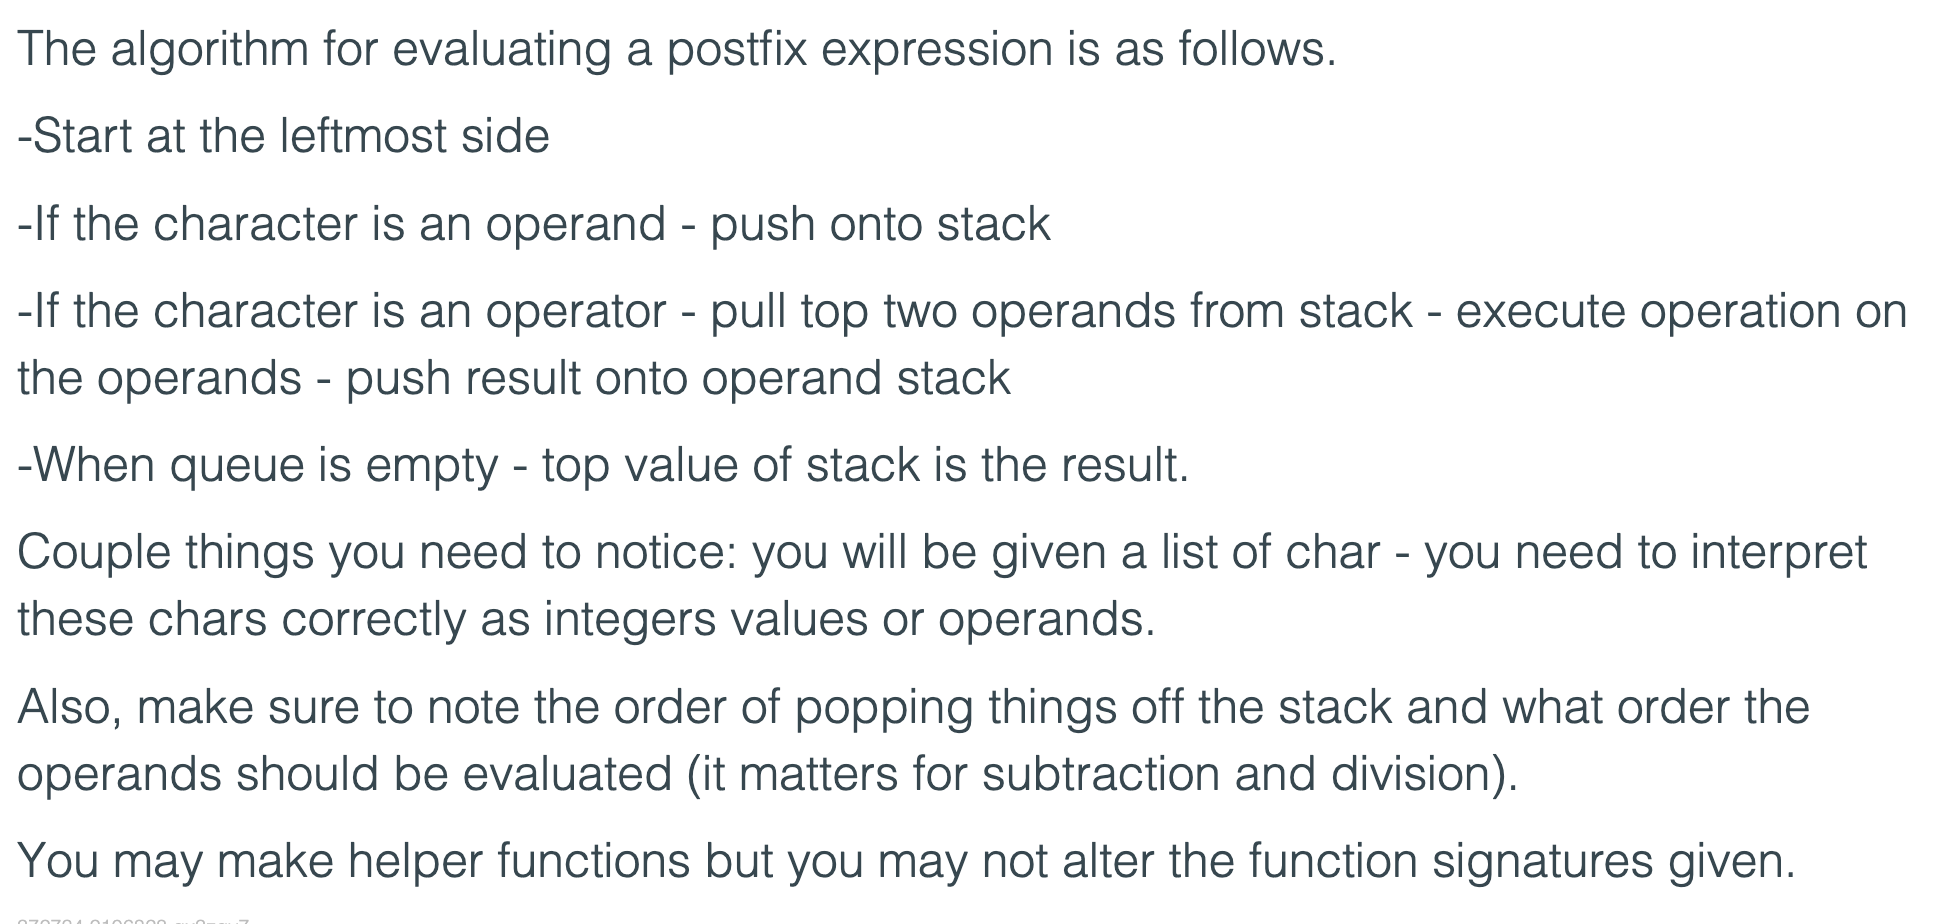 The algorithm for evaluating a postfix expression is as follows.
-Start at the leftmost side
-If the character is an operand - push onto stack
-If the character is an operator - pull top two operands from stack - execute operation on
the operands - push result onto operand stack
-When queue is empty - top value of stack is the result.
Couple things you need to notice: you will be given a list of char - you need to interpret
these chars correctly as integers values or operands.
Also, make sure to note the order of popping things off the stack and what order the
operands should be evaluated (it matters for subtraction and division).
You may make helper functions but you may not alter the function signatures given.